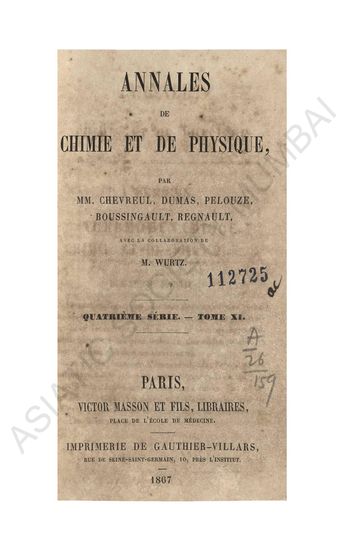 ANNALES
DE
CHIMIE ET DE PHYSIQUE,
PAR
MM. CHEVREUL, DUMAS, PELOUZE,
BOUSSINGAULT, REGNAULT,
AVEC LA COLLABORATION DE
M. WURTZ.
112725
QUATRIÈME SÉRIE. — TOME XI.
A
26
159
PARIS,
VICTOR MASSON ET FILS, LIBRAIRES,
PLACE DE L'ÉCOLE DE MÉDECINE.
IMPRIMERIE DE GAUTHIER-VILLARS,
RUE DE SEINE-SAINT-GERMAIN, 10, PRÈS L'INSTITUT.
1867